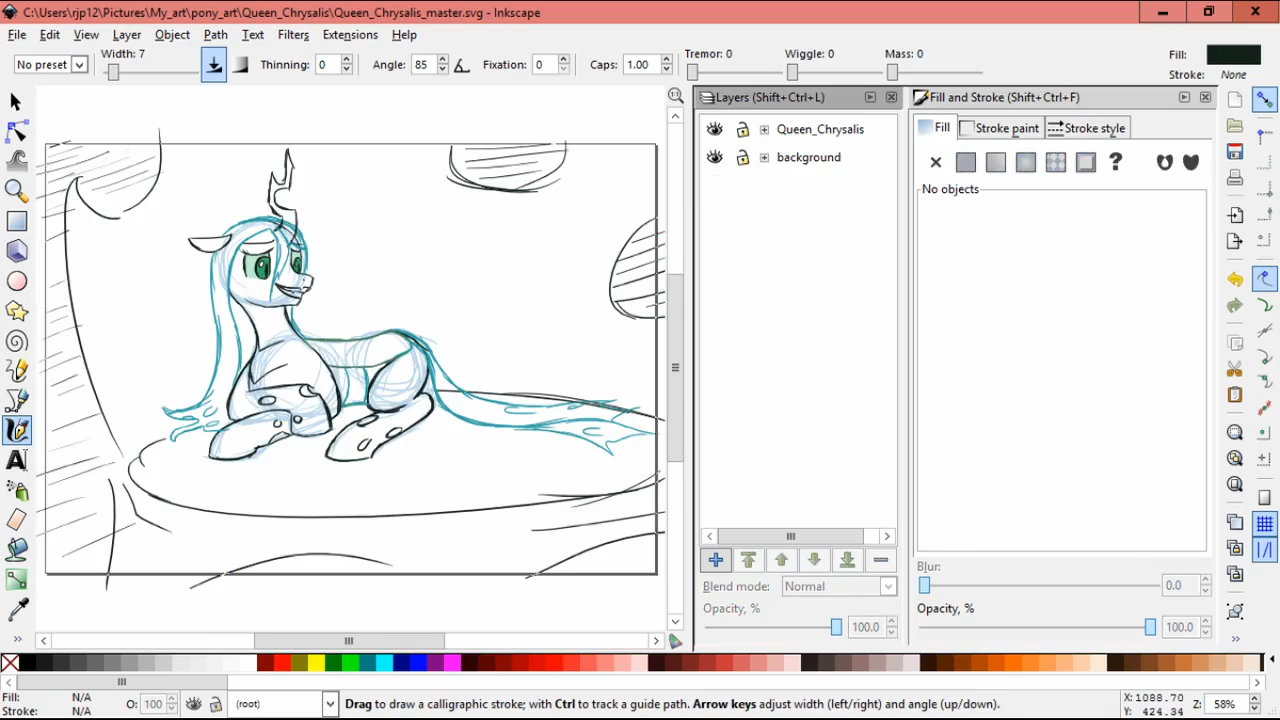 C:\Users\rjp12\Pictures\My_art\pony_art\Queen_Chrysalis\Queen_Chrysalis_master.svg - Inkscape
File Edit View Layer Object Path Text Filters Extensions Help
No preset Width: 7 Thinning: 0 Angle: 85 Fixation: 0 Caps: 1.00 Tremor: 0 Wiggle: 0 Mass: 0 Fill:
Stroke: None
Layers (Shift+Ctrl+L) Fill and Stroke (Shift+Ctrl+F)
Queen_Chrysalis Fill Stroke paint Stroke style
background
No objects
Blend mode: Normal Blur: 0.0
Opacity, % 100.0 Opacity, % 100.0
Fill: N/A O: 100 (root) Drag to draw a calligraphic stroke; with Ctrl to track a guide path. Arrow keys adjust width (left/right) and angle (up/down). X:1088.70 Z: 58%
Stroke: N/A Y: 424.34